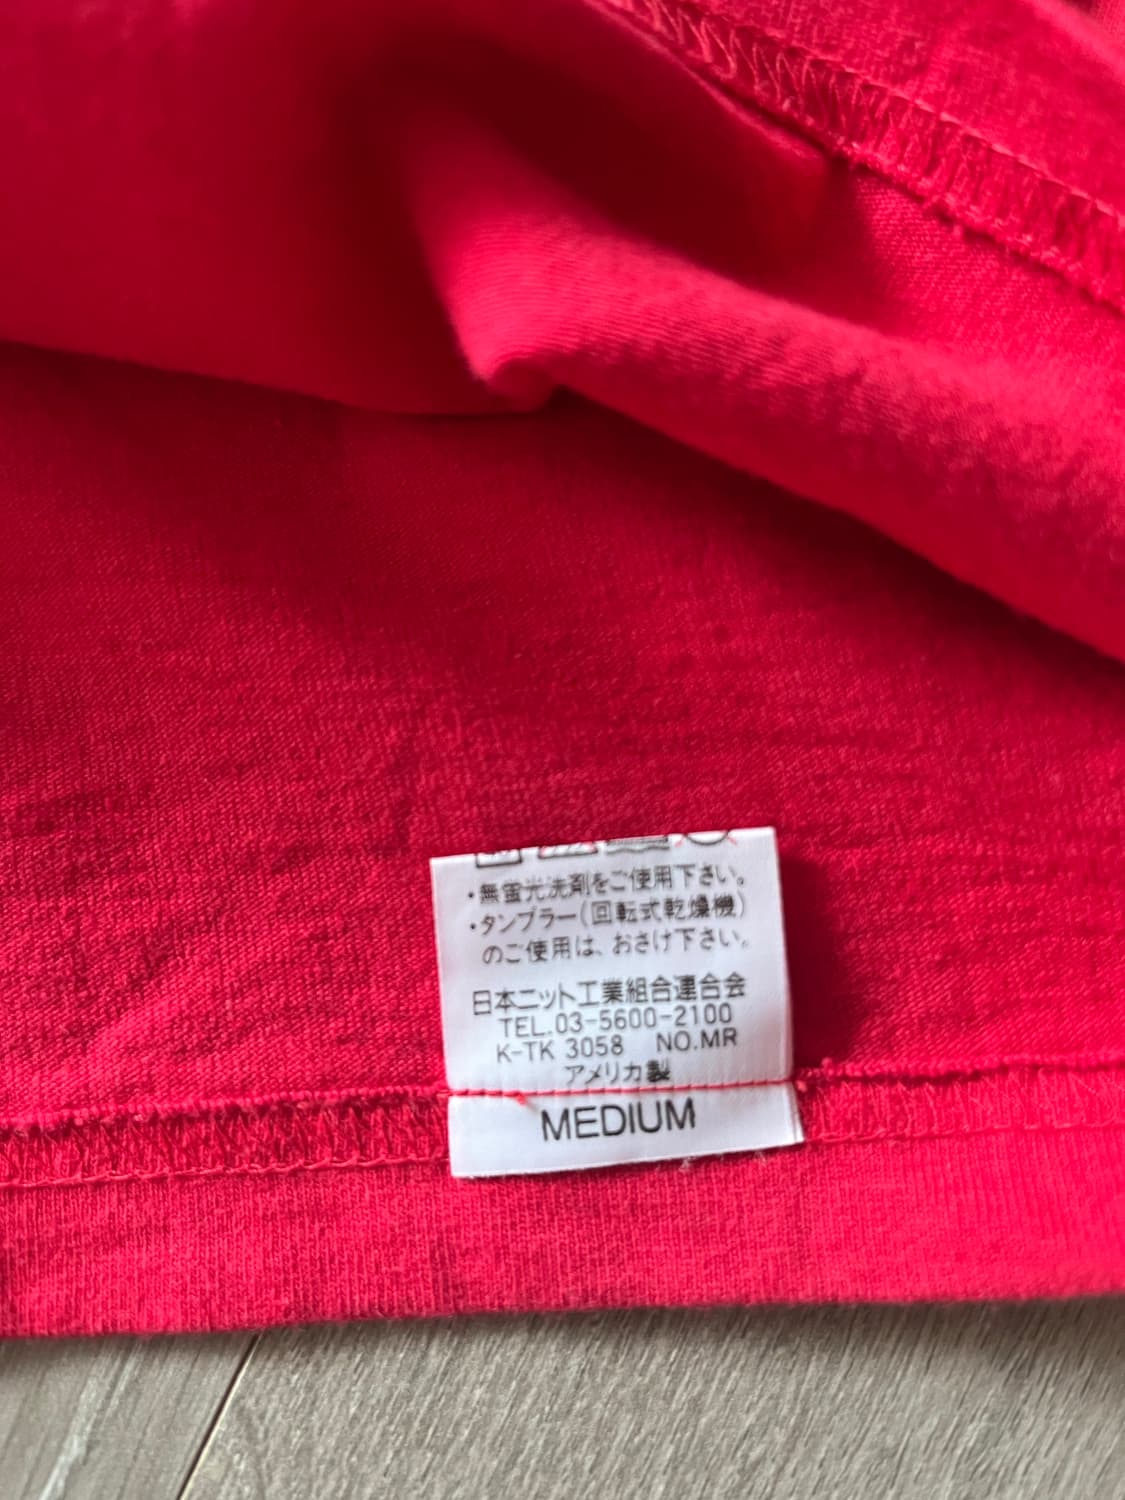 ・無蛍光洗剤をご使用下さい。
・タンブラー(回転式乾燥機)
のご使用は、おさけ下さい。
日本ニット工業組合連合会
TEL.03-5600-2100
K-TK 3058 NO.MR
アメリカ製
MEDIUM